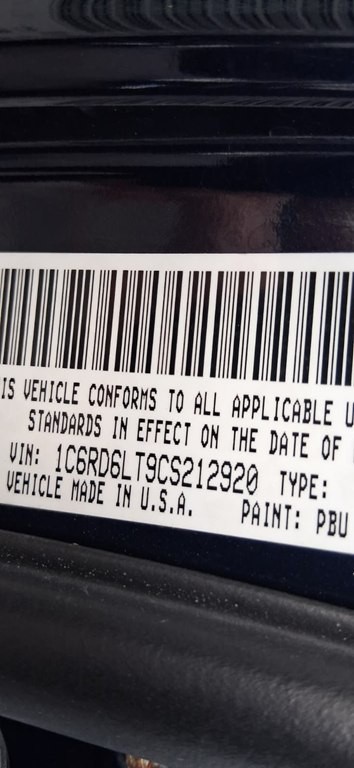 IS VEHICLE CONFORMS TO ALL APPLICABLE U
STANDARDS IN EFFECT ON THE DATE OF
VIN: 1C6RD6LT9CS212920 TYPE:
VEHICLE MADE IN U.S.A. PAINT: PBU